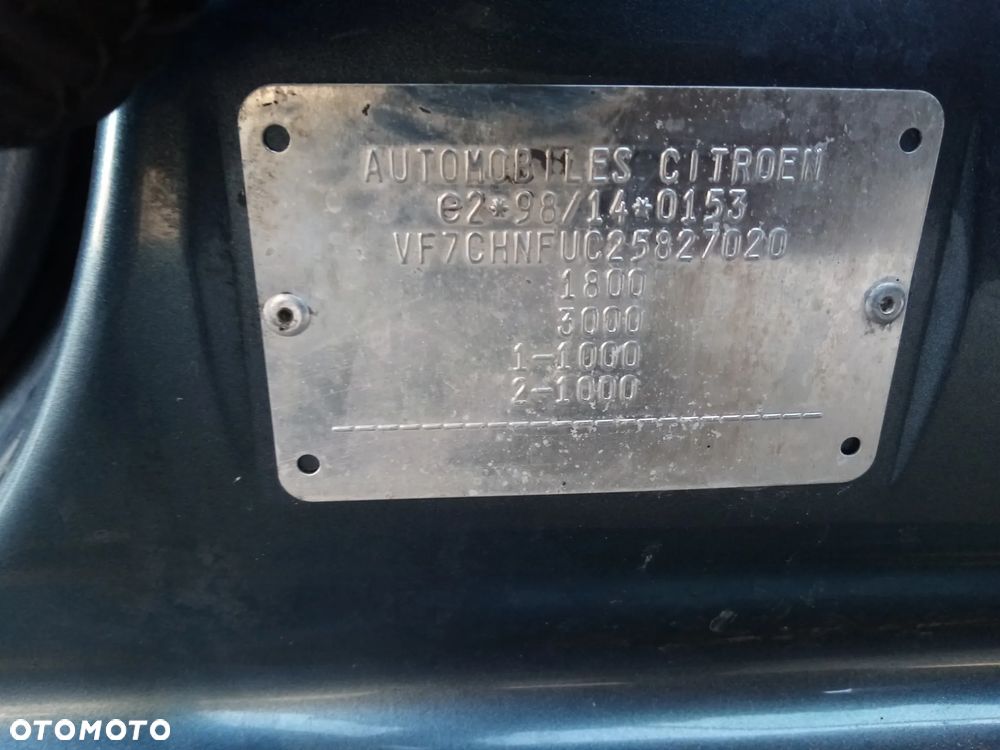 AUTOMOBILES CITROEN
e2*98/14*0153
VF7CHNFUC25827020
1800
3000
1-1000
2-1000
OTOMOTO